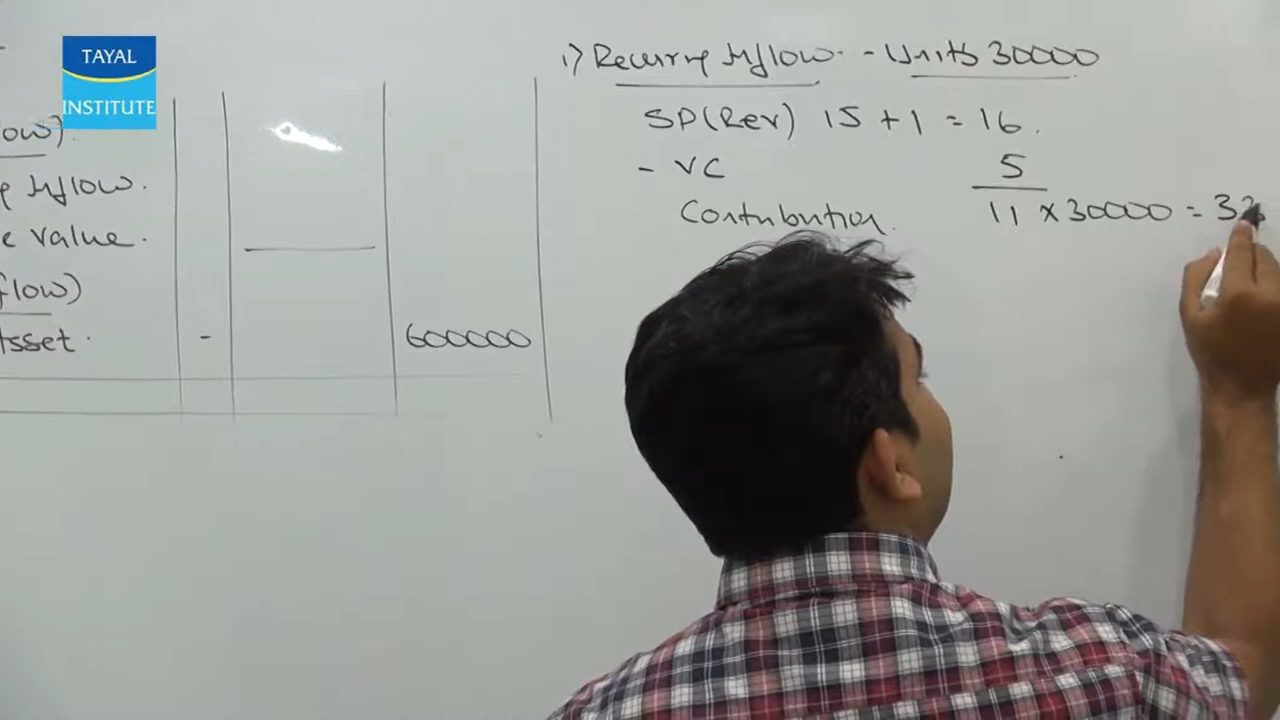 TAYAL
INSTITUTE
ow).
Inflow.
e value.
flow)
Asset. - 600000
1) Recurring Inflow - Units 30000
SP(Rev) 15 + 1 = 16.
- VC 5
Contribution. 11 x 30000 = 33